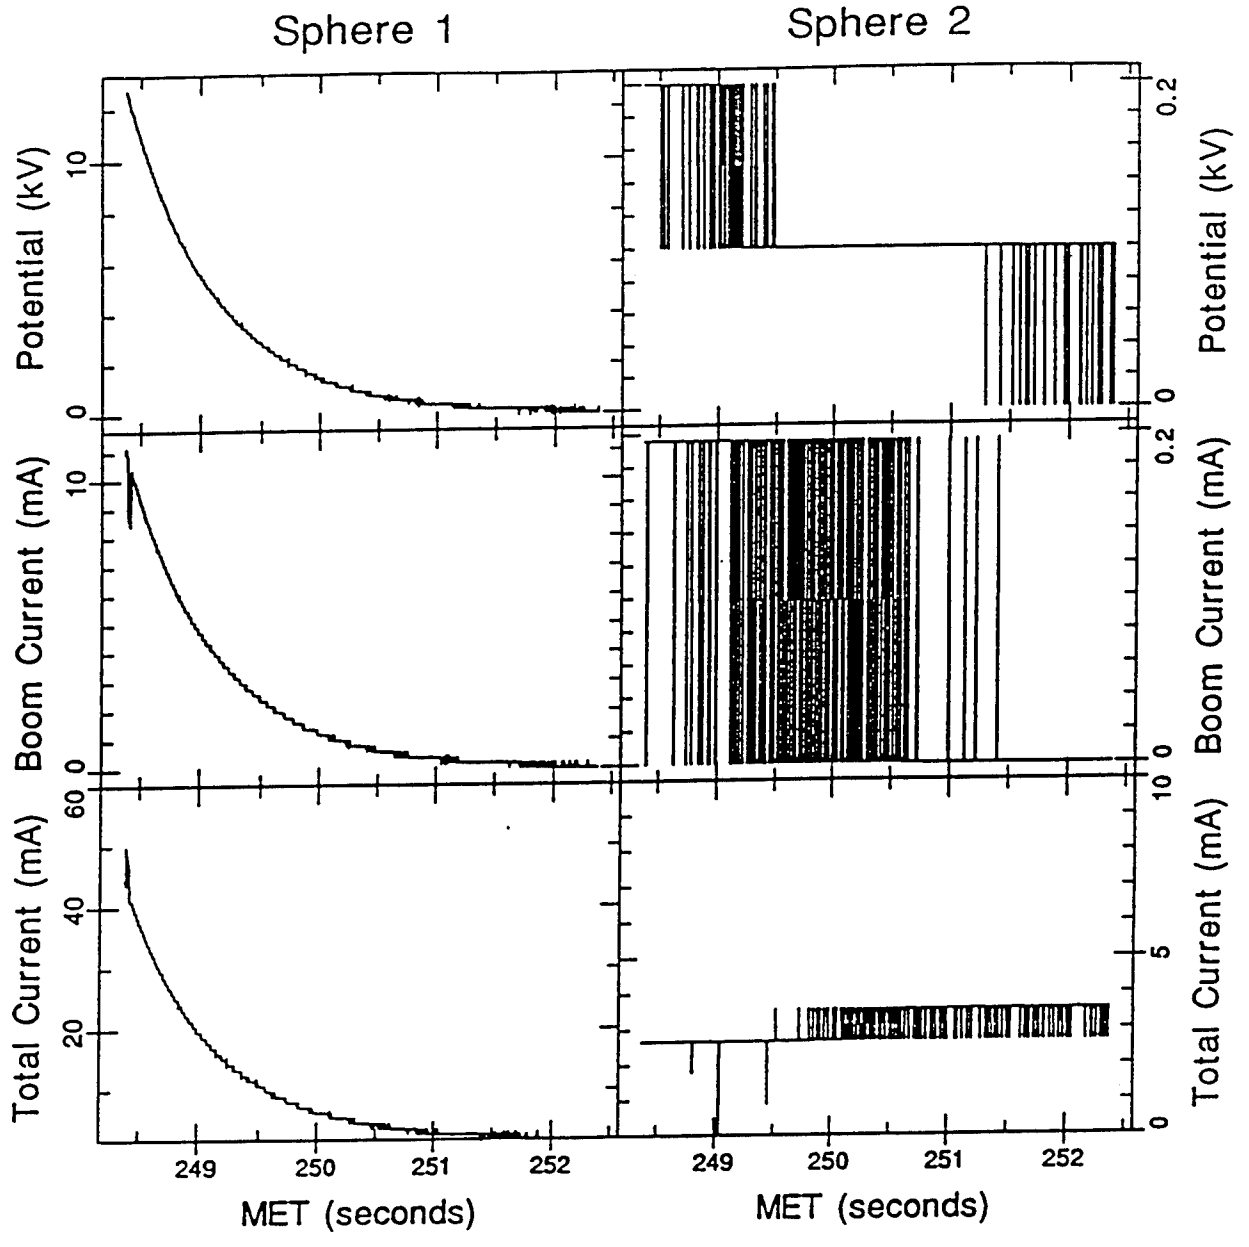 Sphere 1
Sphere 2
Potential (kV)
10
0
0.2
0
Potential (kV)
Boom Current (mA)
10
0
0.2
0
Boom Current (mA)
Total Current (mA)
60
40
20
10
5
0
Total Current (mA)
249 250 251 252
249 250 251 252
MET (seconds)
MET (seconds)